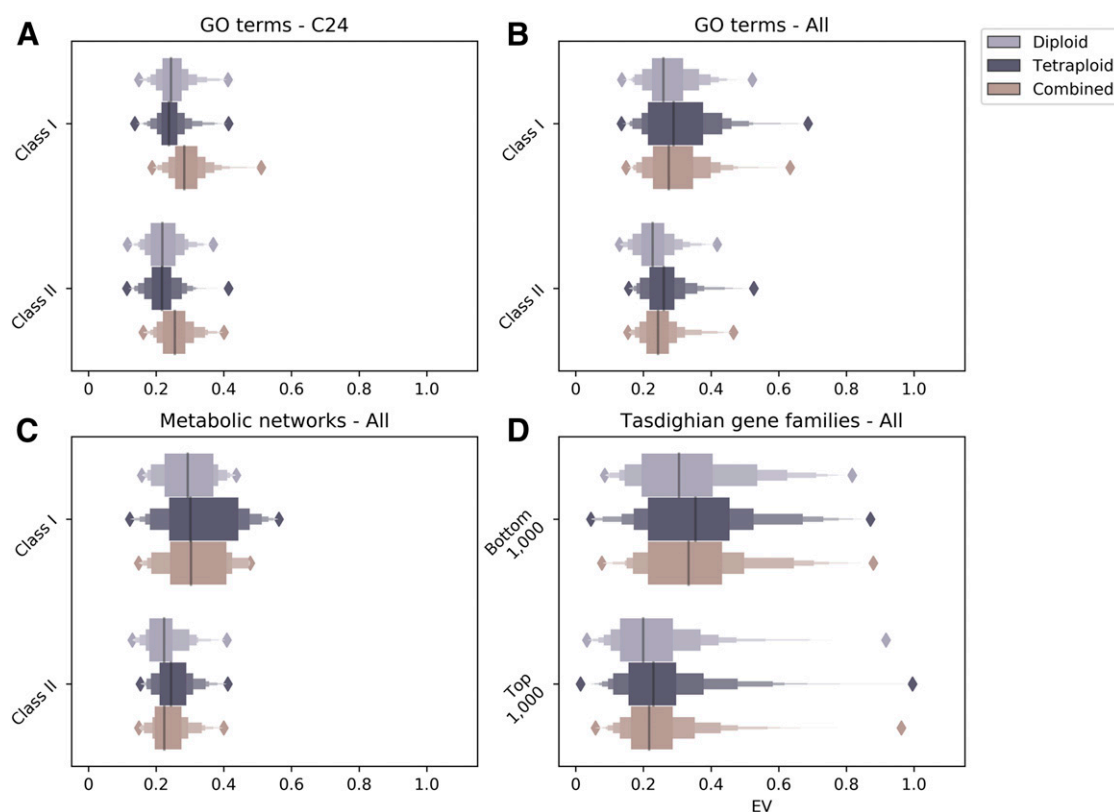 A
GO terms - C24
Class I
Class II
0 0.2 0.4 0.6 0.8 1.0
B
GO terms - All
Class I
Class II
0 0.2 0.4 0.6 0.8 1.0
Diploid
Tetraploid
Combined
C
Metabolic networks - All
Class I
Class II
0 0.2 0.4 0.6 0.8 1.0
D
Tasdighian gene families - All
Bottom
1,000
Top
1,000
0 0.2 0.4 0.6 0.8 1.0
EV